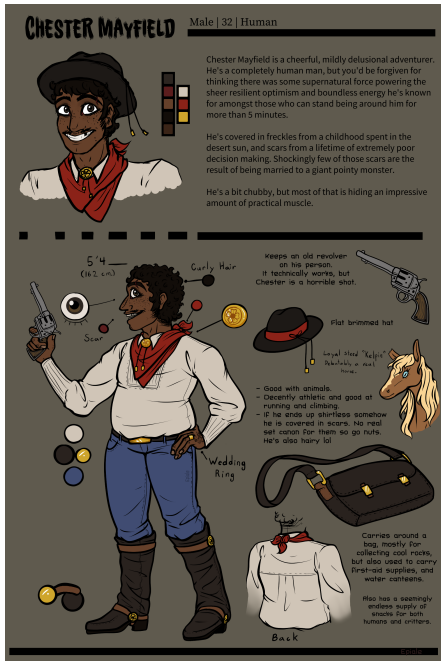 CHESTER MAYFIELD
Male | 32 | Human
Chester Mayfield is a cheerful, mildly delusional adventurer.
He's a completely human man, but you'd be forgiven for
thinking there was some supernatural force powering the
sheer resilient optimism and boundless energy he's known
for amongst those who can stand being around him for
more than 5 minutes.
He's covered in freckles from a childhood spent in the
desert sun, and scars from a lifetime of extremely poor
decision making. Shockingly few of those scars are the
result of being married to a giant pointy monster.
He's a bit chubby, but most of that is hiding an impressive
amount of practical muscle.
5'4
(162 cm)
Curly Hair
Scar
Keeps an old revolver
on his person.
It technically works, but
Chester is a horrible shot.
Flat brimmed hat
Loyal steed "Kelpie"
Debatably a real
horse.
- Good with animals.
- Decently athletic and good at
running and climbing.
- If he ends up shirtless somehow
he is covered in scars. No real
set canon for them so go nuts.
He's also hairy lol
Wedding
Ring
Carries around a
bag, mostly for
collecting cool rocks,
but also used to carry
first-aid supplies, and
water canteens.
Also has a seemingly
endless supply of
snacks for both
humans and critters.
Back